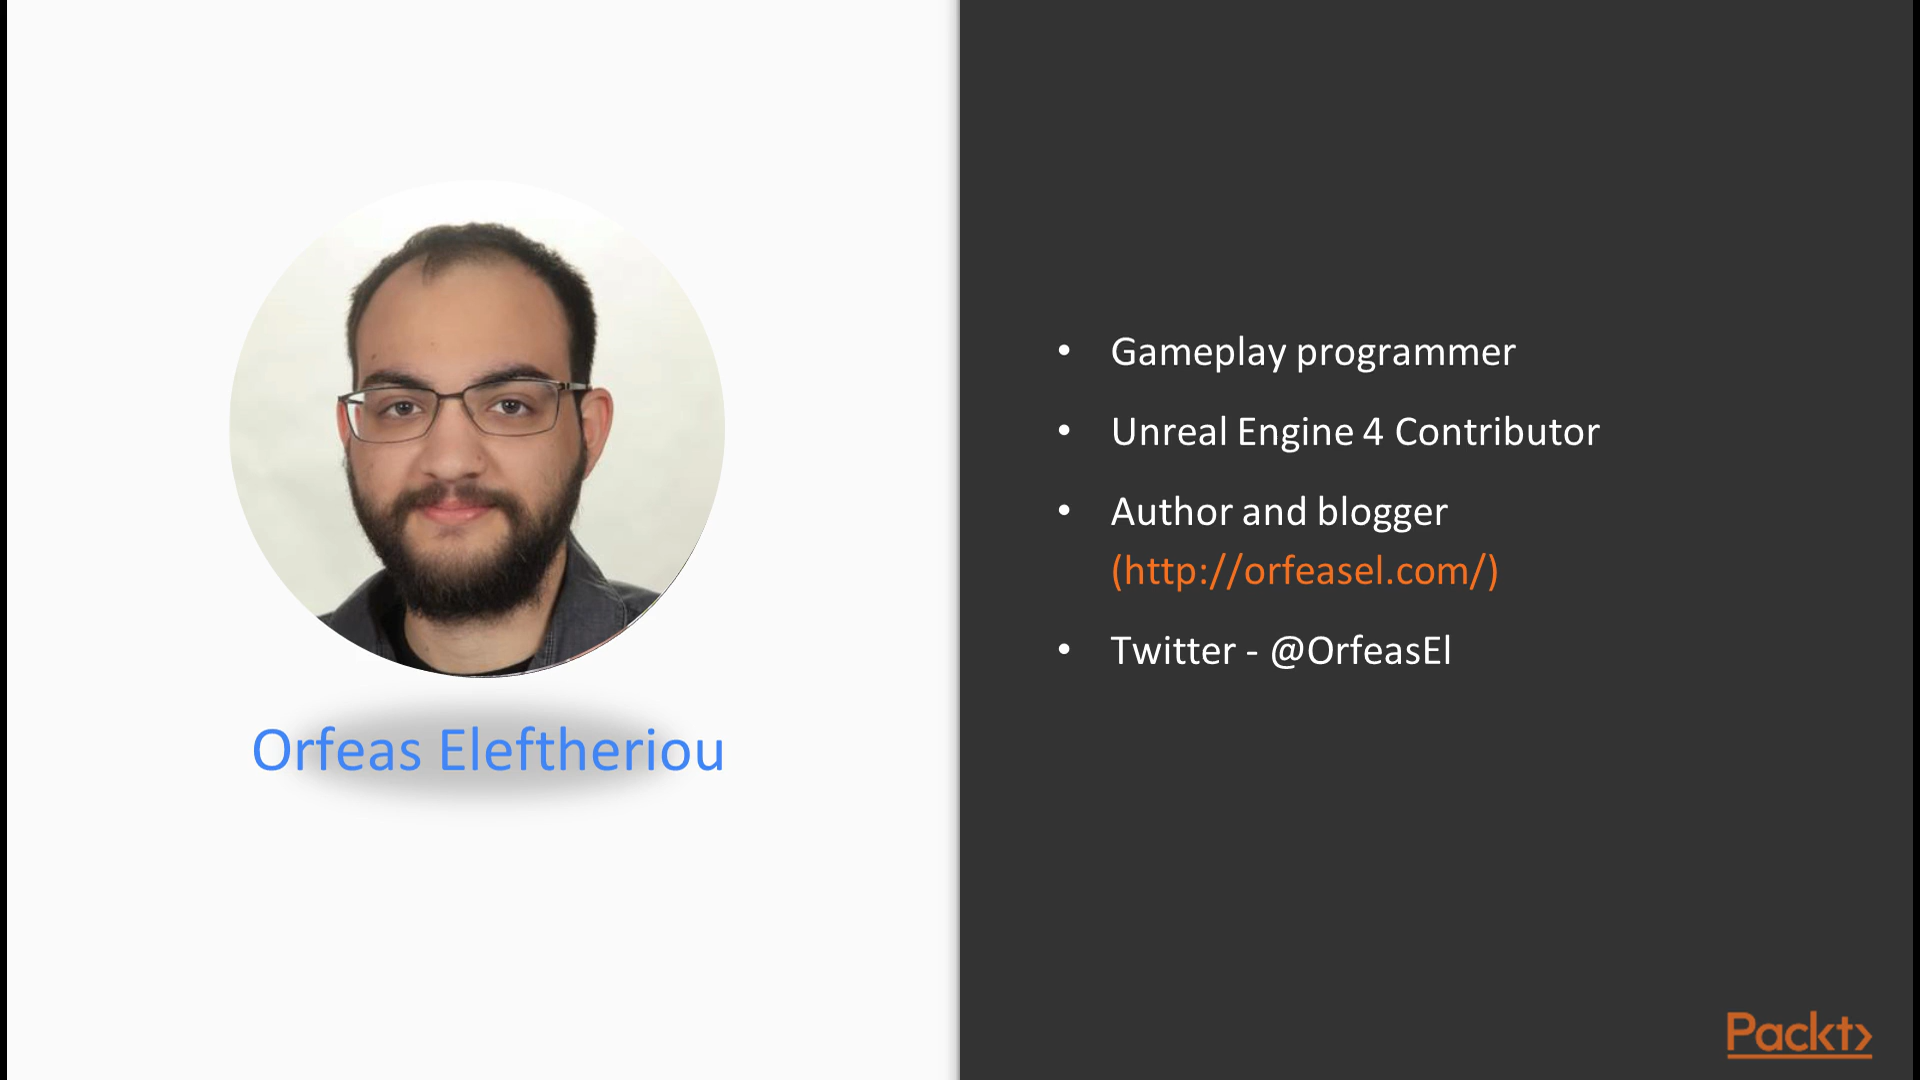 Orfeas Eleftheriou
• Gameplay programmer
• Unreal Engine 4 Contributor
• Author and blogger
(http://orfeasel.com/)
• Twitter - @OrfeasEl
Packt>